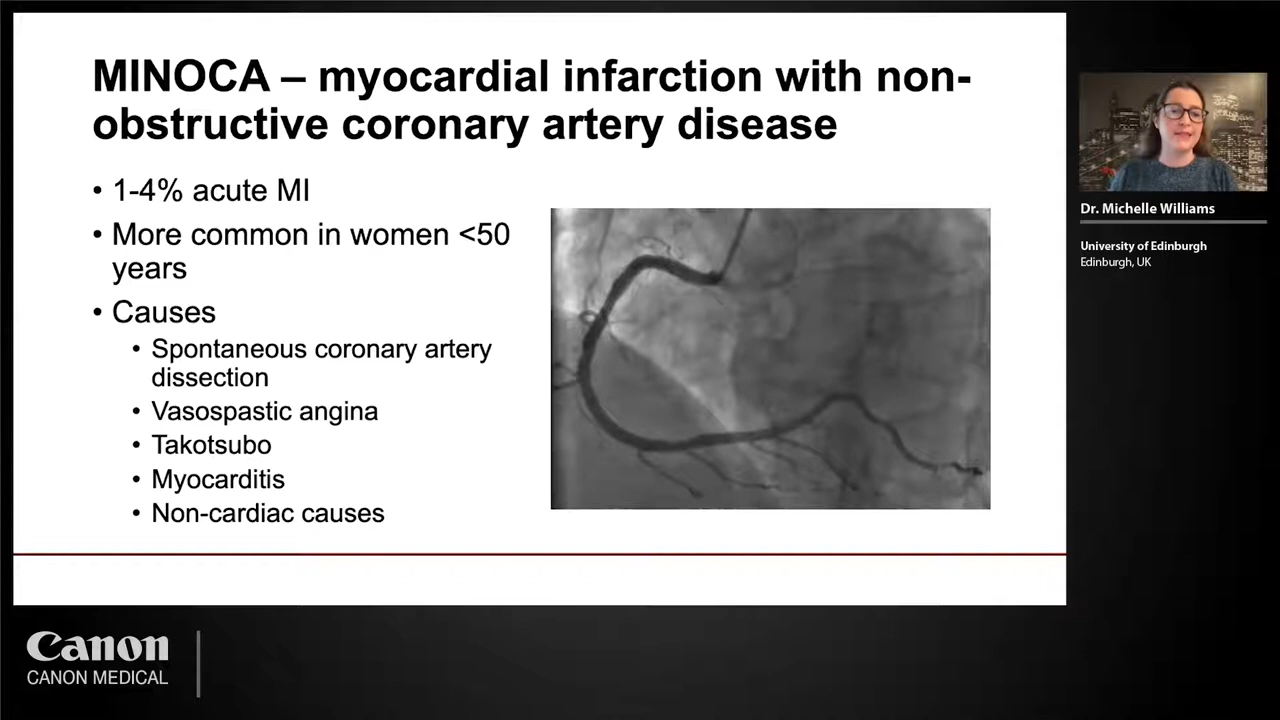 MINOCA – myocardial infarction with non-
obstructive coronary artery disease
• 1-4% acute MI
• More common in women <50
years
• Causes
• Spontaneous coronary artery
dissection
• Vasospastic angina
• Takotsubo
• Myocarditis
• Non-cardiac causes
Dr. Michelle Williams
University of Edinburgh
Edinburgh, UK
Canon
CANON MEDICAL